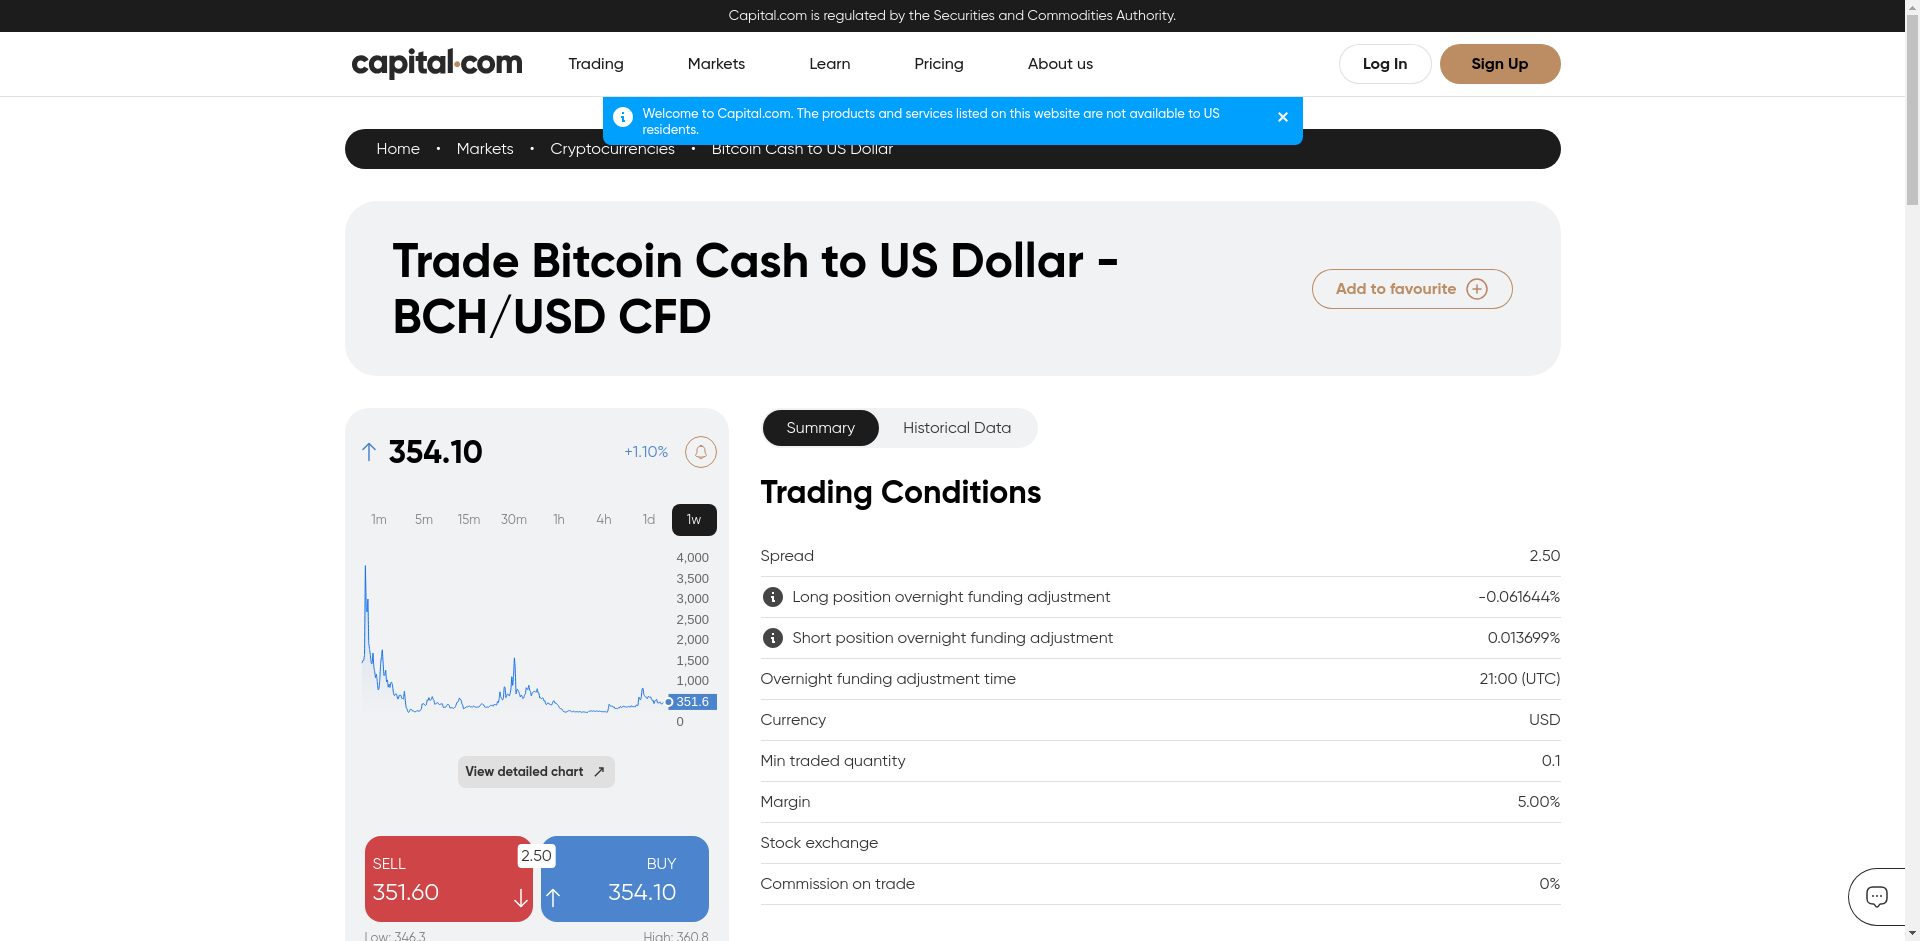 Capital.com is regulated by the Securities and Commodities Authority.
capital.com
Trading
Markets
Learn
Pricing
About us
Log In
Sign Up
Welcome to Capital.com. The products and services listed on this website are not available to US
residents.
Home • Markets • Cryptocurrencies • Bitcoin Cash to US Dollar
Trade Bitcoin Cash to US Dollar -
BCH/USD CFD
Add to favourite
354.10
+1.10%
1m 5m 15m 30m 1h 4h 1d 1w
4,000
3,500
3,000
2,500
2,000
1,500
1,000
351.6
0
View detailed chart
SELL
351.60
2.50
BUY
354.10
Low: 346.3
High: 360.8
Summary
Historical Data
Trading Conditions
Spread 2.50
Long position overnight funding adjustment -0.061644%
Short position overnight funding adjustment 0.013699%
Overnight funding adjustment time 21:00 (UTC)
Currency USD
Min traded quantity 0.1
Margin 5.00%
Stock exchange
Commission on trade 0%